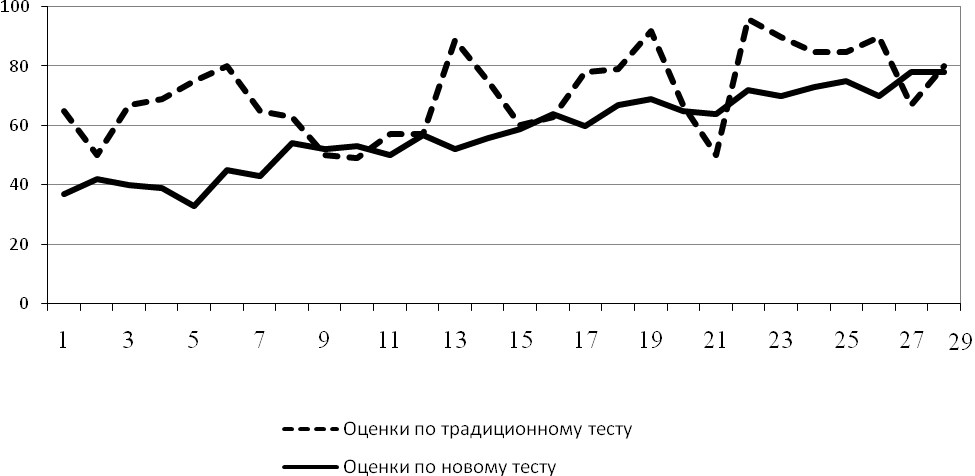 100
80
60
40
20
0
1 3 5 7 9 11 13 15 17 19 21 23 25 27 29
Оценки по традиционному тесту
Оценки по новому тесту